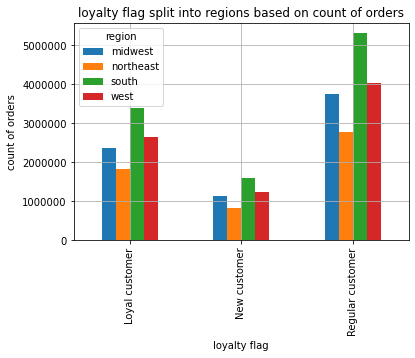 loyalty flag split into regions based on count of orders
region
midwest
northeast
south
west
count of orders
5000000
4000000
3000000
2000000
1000000
0
Loyal customer
New customer
Regular customer
loyalty flag